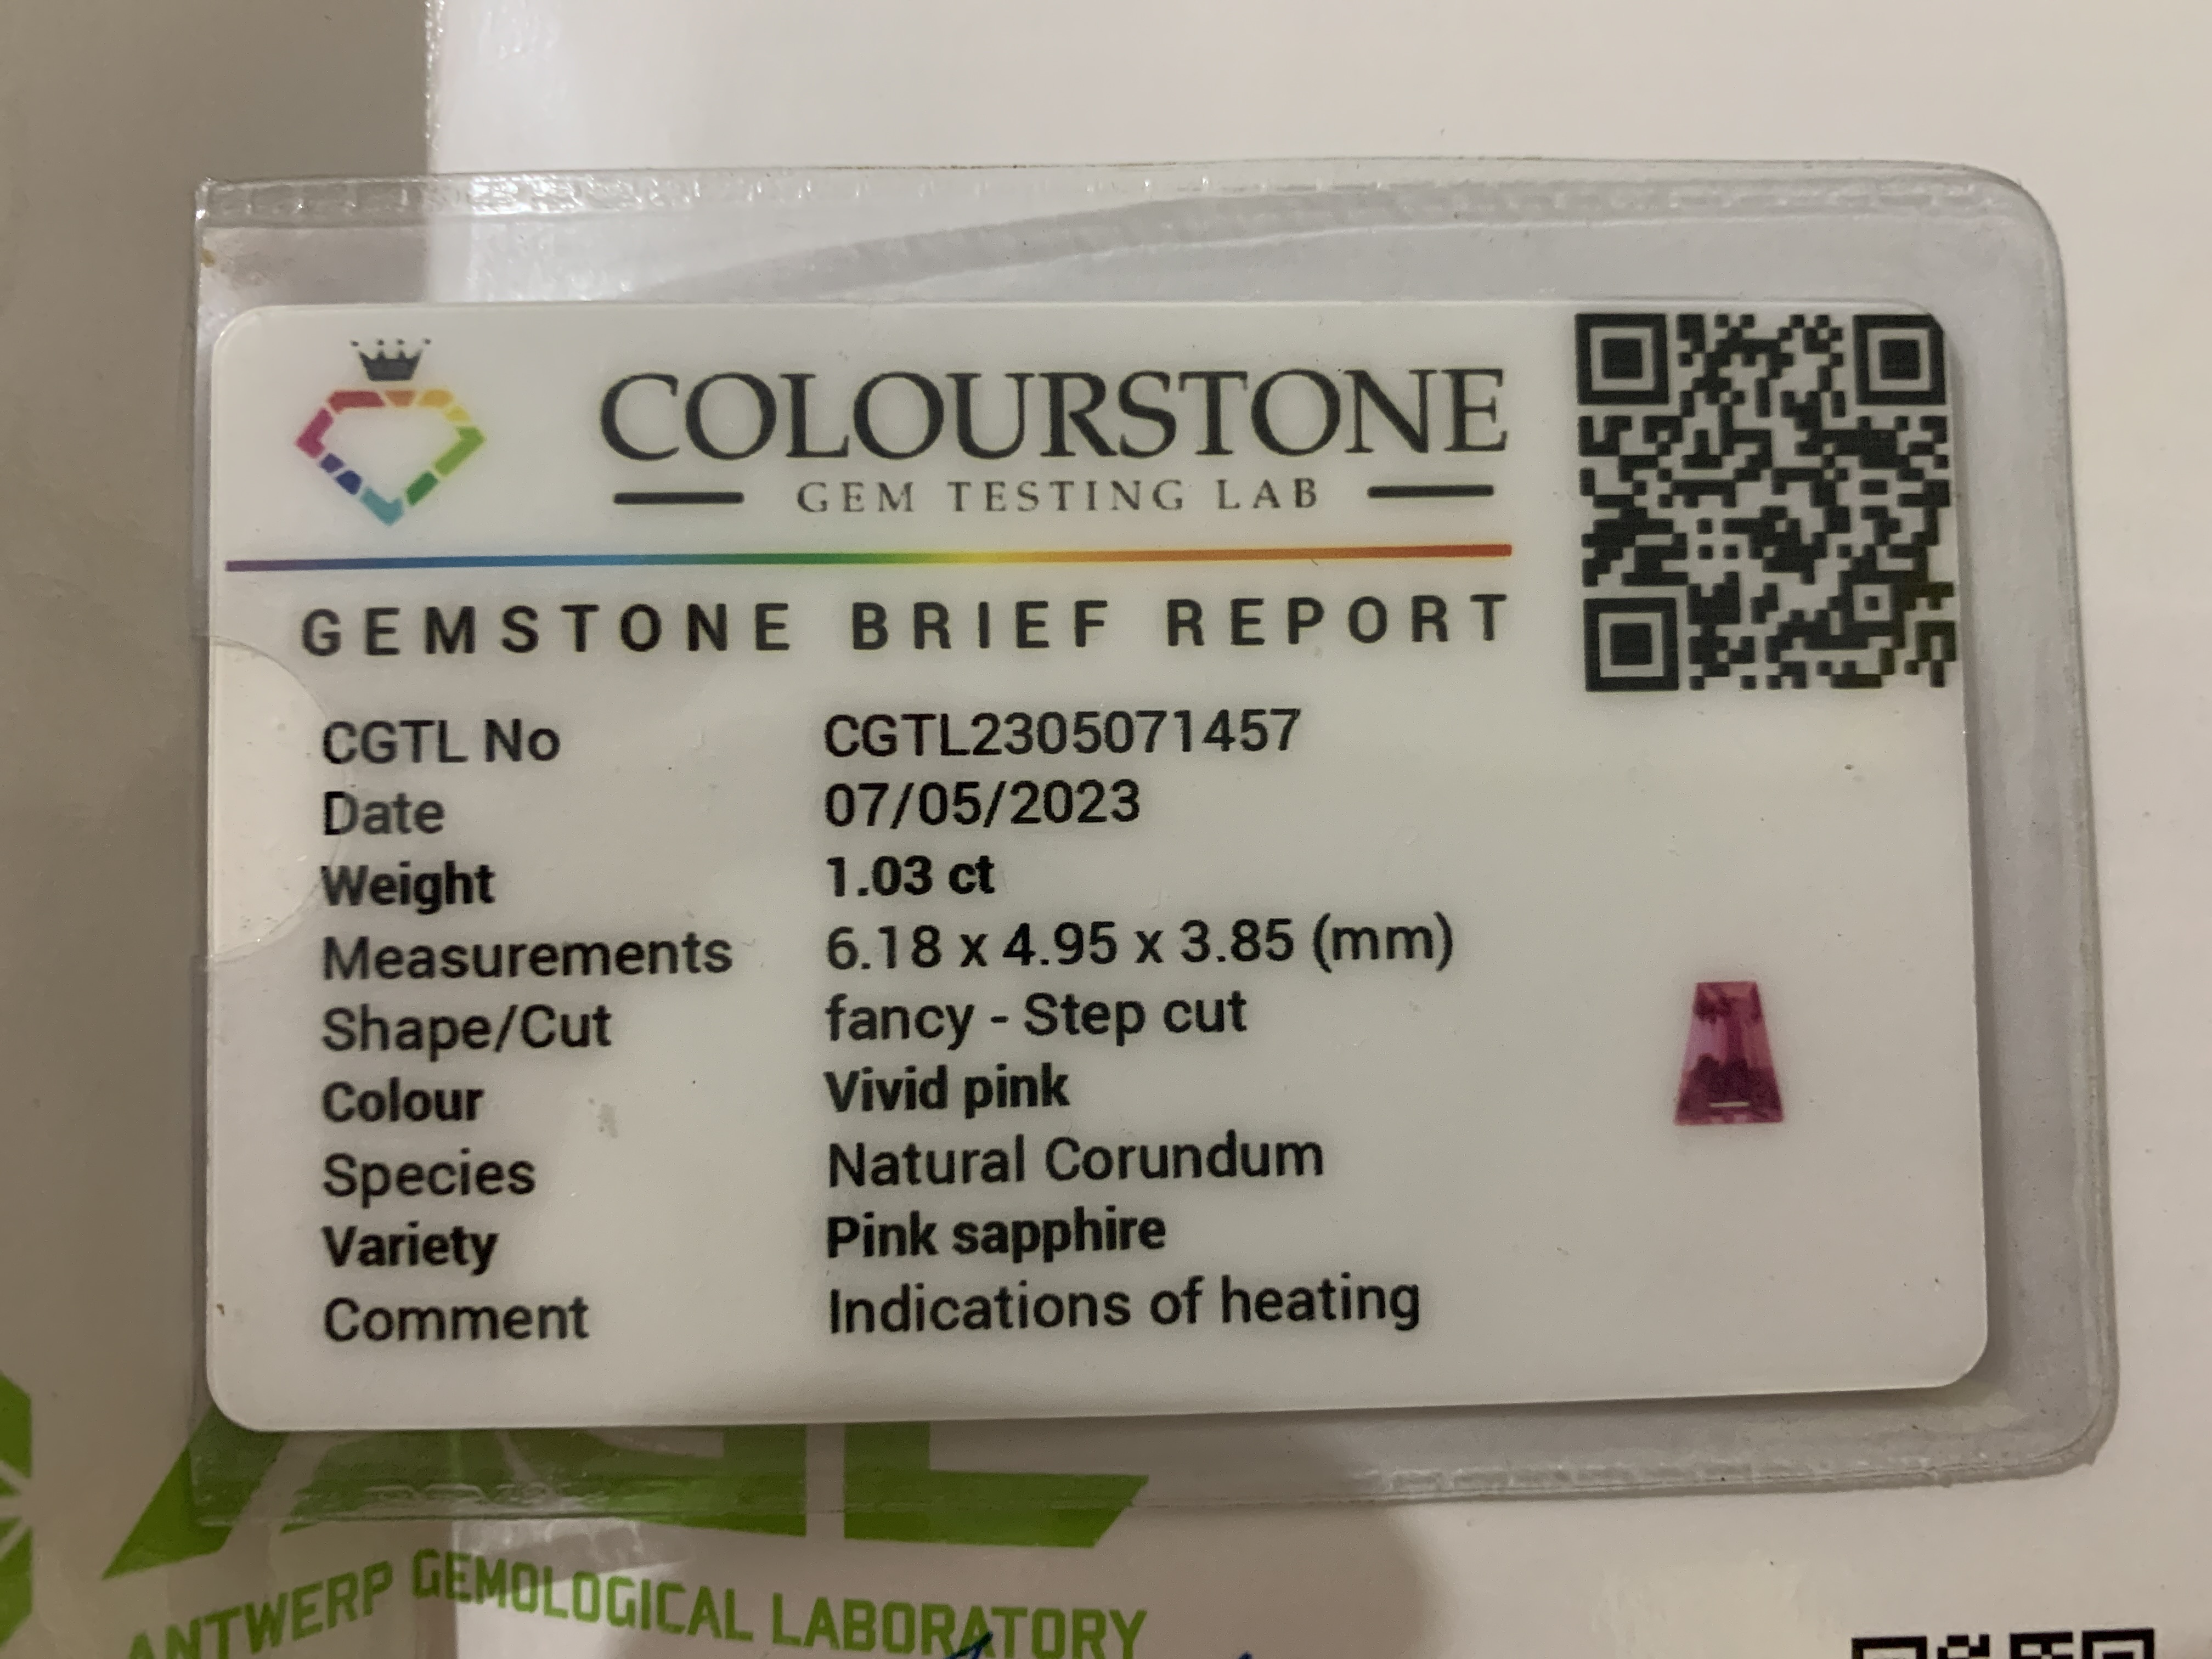 COLOURSTONE
GEM TESTING LAB
GEMSTONE BRIEF REPORT
CGTL No CGTL2305071457
Date 07/05/2023
Weight 1.03 ct
Measurements 6.18 x 4.95 x 3.85 (mm)
Shape/Cut fancy - Step cut
Colour Vivid pink
Species Natural Corundum
Variety Pink sapphire
Comment Indications of heating
ANTWERP GEMOLOGICAL LABORATORY